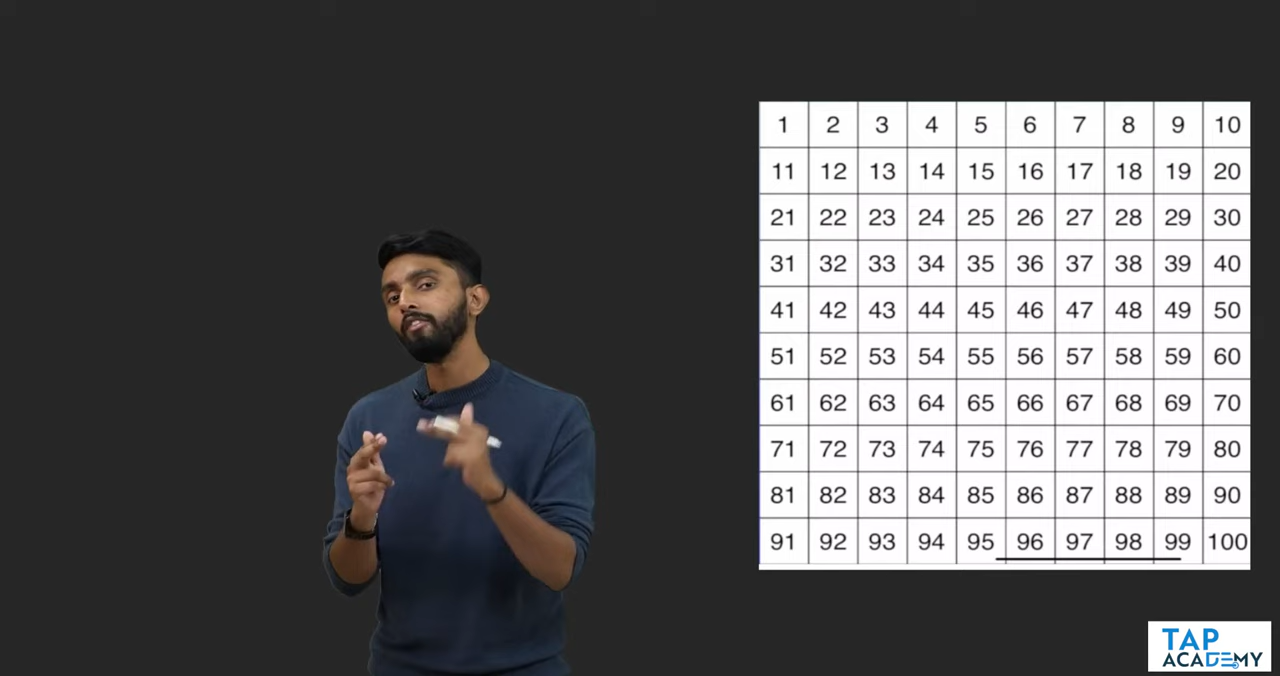 1 2 3 4 5 6 7 8 9 10
11 12 13 14 15 16 17 18 19 20
21 22 23 24 25 26 27 28 29 30
31 32 33 34 35 36 37 38 39 40
41 42 43 44 45 46 47 48 49 50
51 52 53 54 55 56 57 58 59 60
61 62 63 64 65 66 67 68 69 70
71 72 73 74 75 76 77 78 79 80
81 82 83 84 85 86 87 88 89 90
91 92 93 94 95 96 97 98 99 100
TAP
ACADEMY